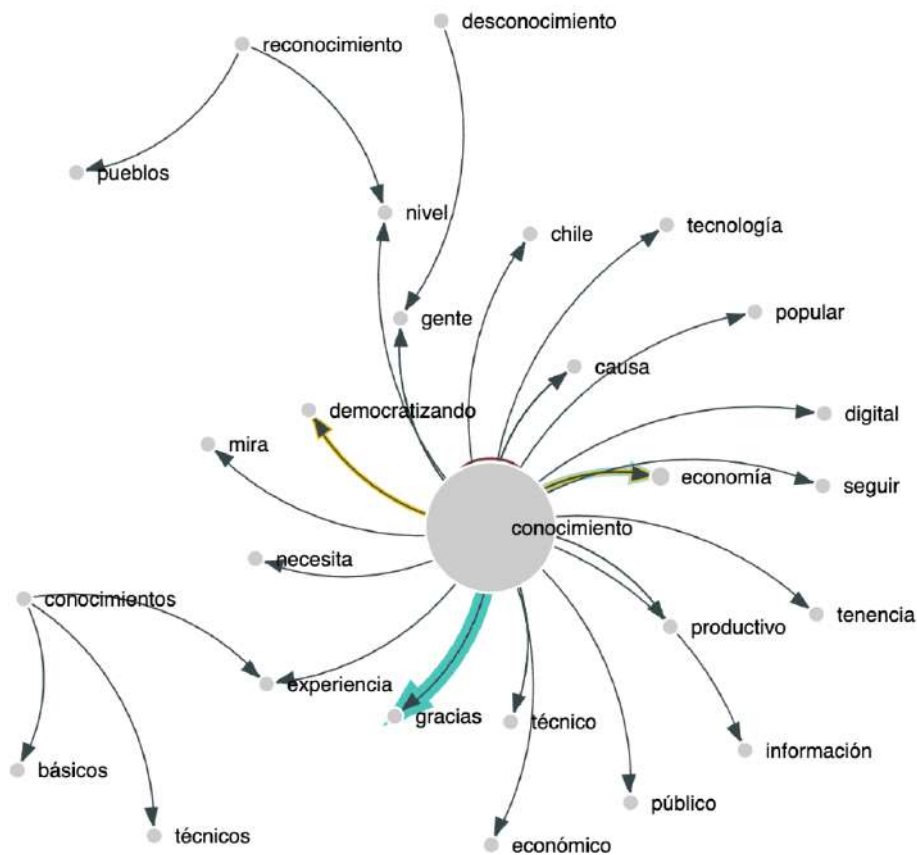 desconocimiento
reconocimiento
pueblos
nivel
chile
tecnología
popular
gente
causa
democratizando
digital
mira
economía
seguir
conocimiento
necesita
conocimientos
tenencia
productivo
experiencia
gracias
técnico
información
básicos
público
técnicos
económico